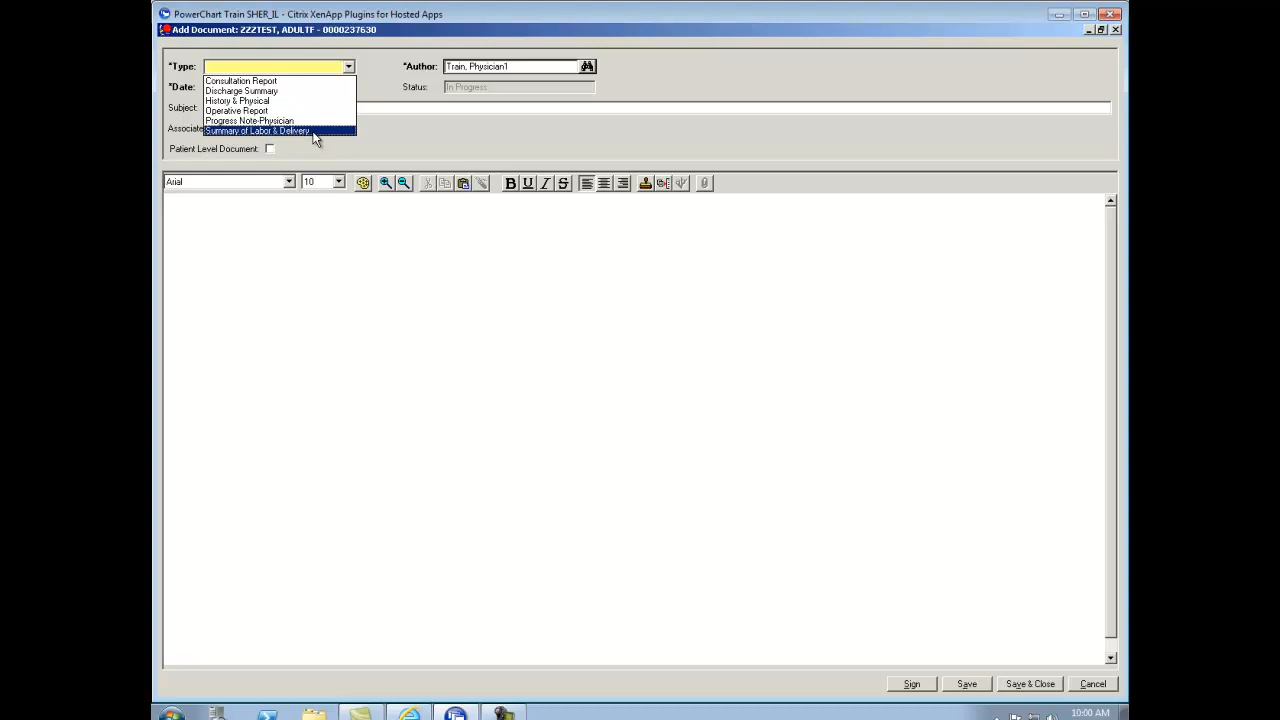 PowerChart Train SHER_IL - Citrix XenApp Plugins for Hosted Apps
Add Document: ZZZTEST, ADULTF - 0000237630
*Type:
*Author: Train, Physician1
Consultation Report
*Date:
Discharge Summary
Status: In Progress
History & Physical
Subject:
Operative Report
Progress Note-Physician
Associate
Summary of Labor & Delivery
Patient Level Document:
Arial 10 B U I S
Sign Save Save & Close Cancel
10:00 AM